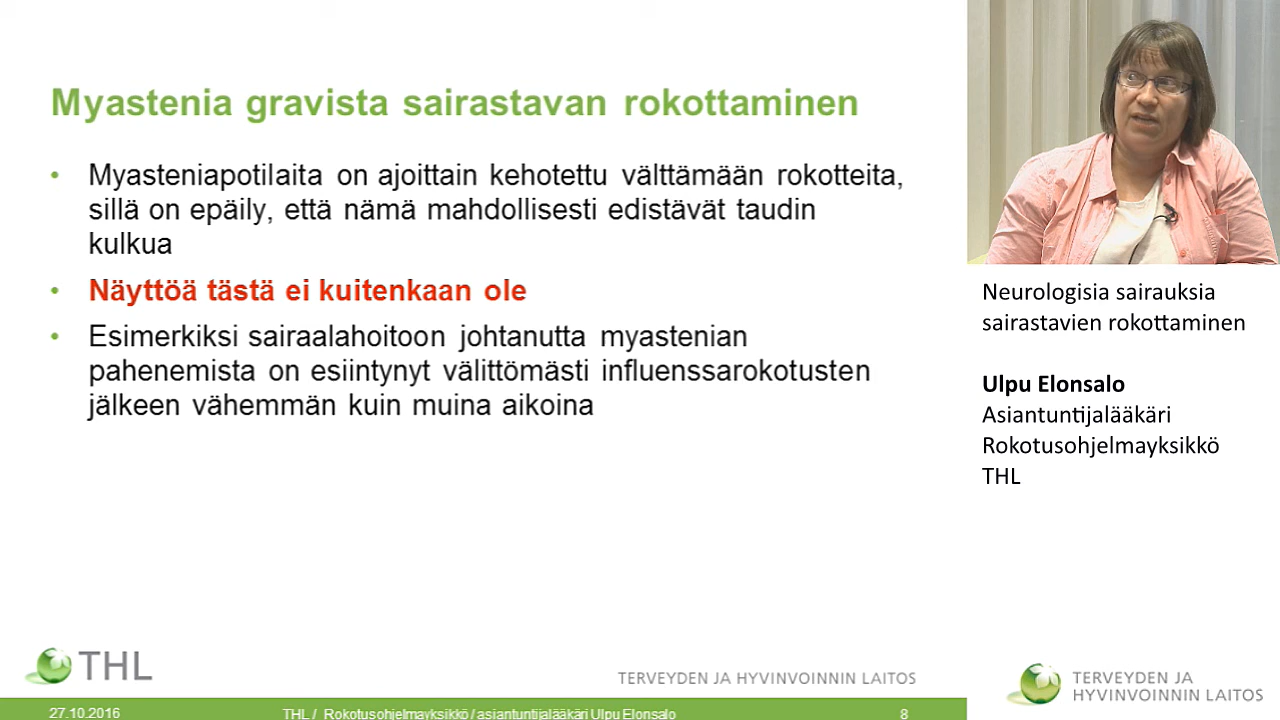 Myastenia gravista sairastavan rokottaminen
• Myasteniapotilaita on ajoittain kehotettu välttämään rokotteita,
sillä on epäily, että nämä mahdollisesti edistävät taudin
kulkua
• Näyttöä tästä ei kuitenkaan ole
• Esimerkiksi sairaalahoitoon johtanutta myastenian
pahenemista on esiintynyt välittömästi influenssarokotusten
jälkeen vähemmän kuin muina aikoina
Neurologisia sairauksia
sairastavien rokottaminen
Ulpu Elonsalo
Asiantuntijalääkäri
Rokotusohjelmayksikkö
THL
THL
TERVEYDEN JA HYVINVOINNIN LAITOS
TERVEYDEN JA
HYVINVOINNIN LAITOS
27.10.2016
THL / Rokotusohjelmayksikkö / asiantuntijalääkäri Ulpu Elonsalo
8